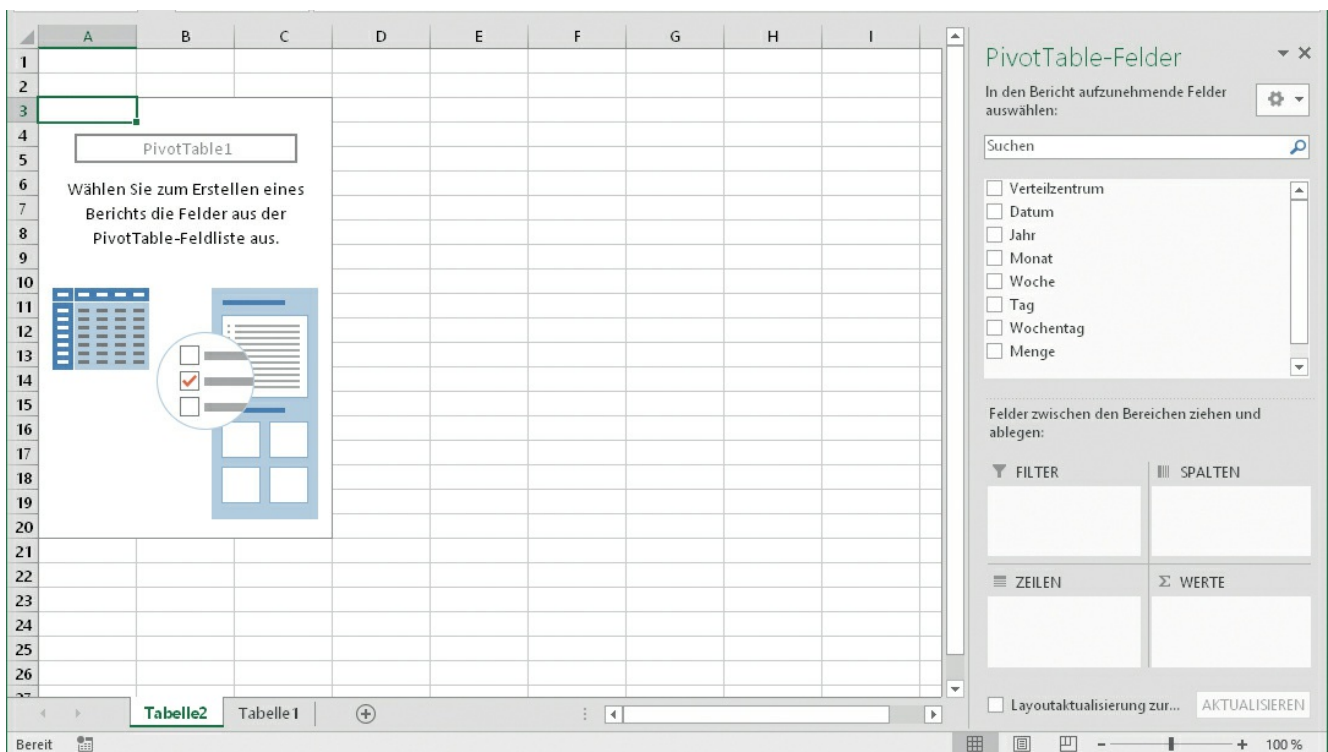 A B C D E F G H I
1
2
3
4
5
6
7
8
9
10
11
12
13
14
15
16
17
18
19
20
21
22
23
24
25
26
27
PivotTable1
Wählen Sie zum Erstellen eines
Berichts die Felder aus der
PivotTable-Feldliste aus.
Tabelle2 Tabelle1
Bereit
PivotTable-Felder
In den Bericht aufzunehmende Felder
auswählen:
Suchen
Verteilzentrum
Datum
Jahr
Monat
Woche
Tag
Wochentag
Menge
Felder zwischen den Bereichen ziehen und
ablegen:
FILTER
SPALTEN
ZEILEN
Σ WERTE
Layoutaktualisierung zur... AKTUALISIEREN
- + 100 %